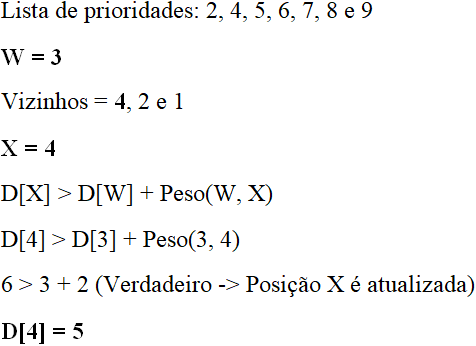 Lista de prioridades: 2, 4, 5, 6, 7, 8 e 9
W = 3
Vizinhos = 4, 2 e 1
X = 4
D[X] > D[W] + Peso(W, X)
D[4] > D[3] + Peso(3, 4)
6 > 3 + 2 (Verdadeiro -> Posição X é atualizada)
D[4] = 5